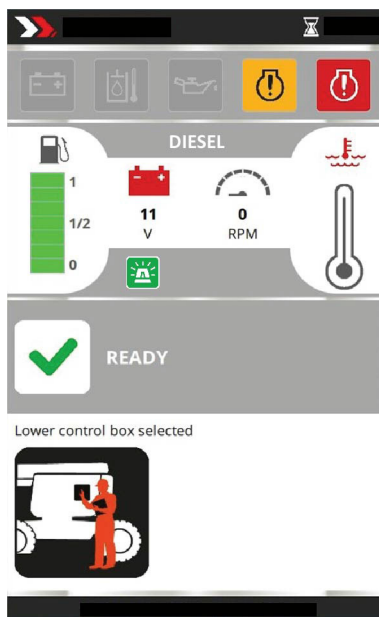 DIESEL
1
1/2
0
11
V
0
RPM
READY
Lower control box selected